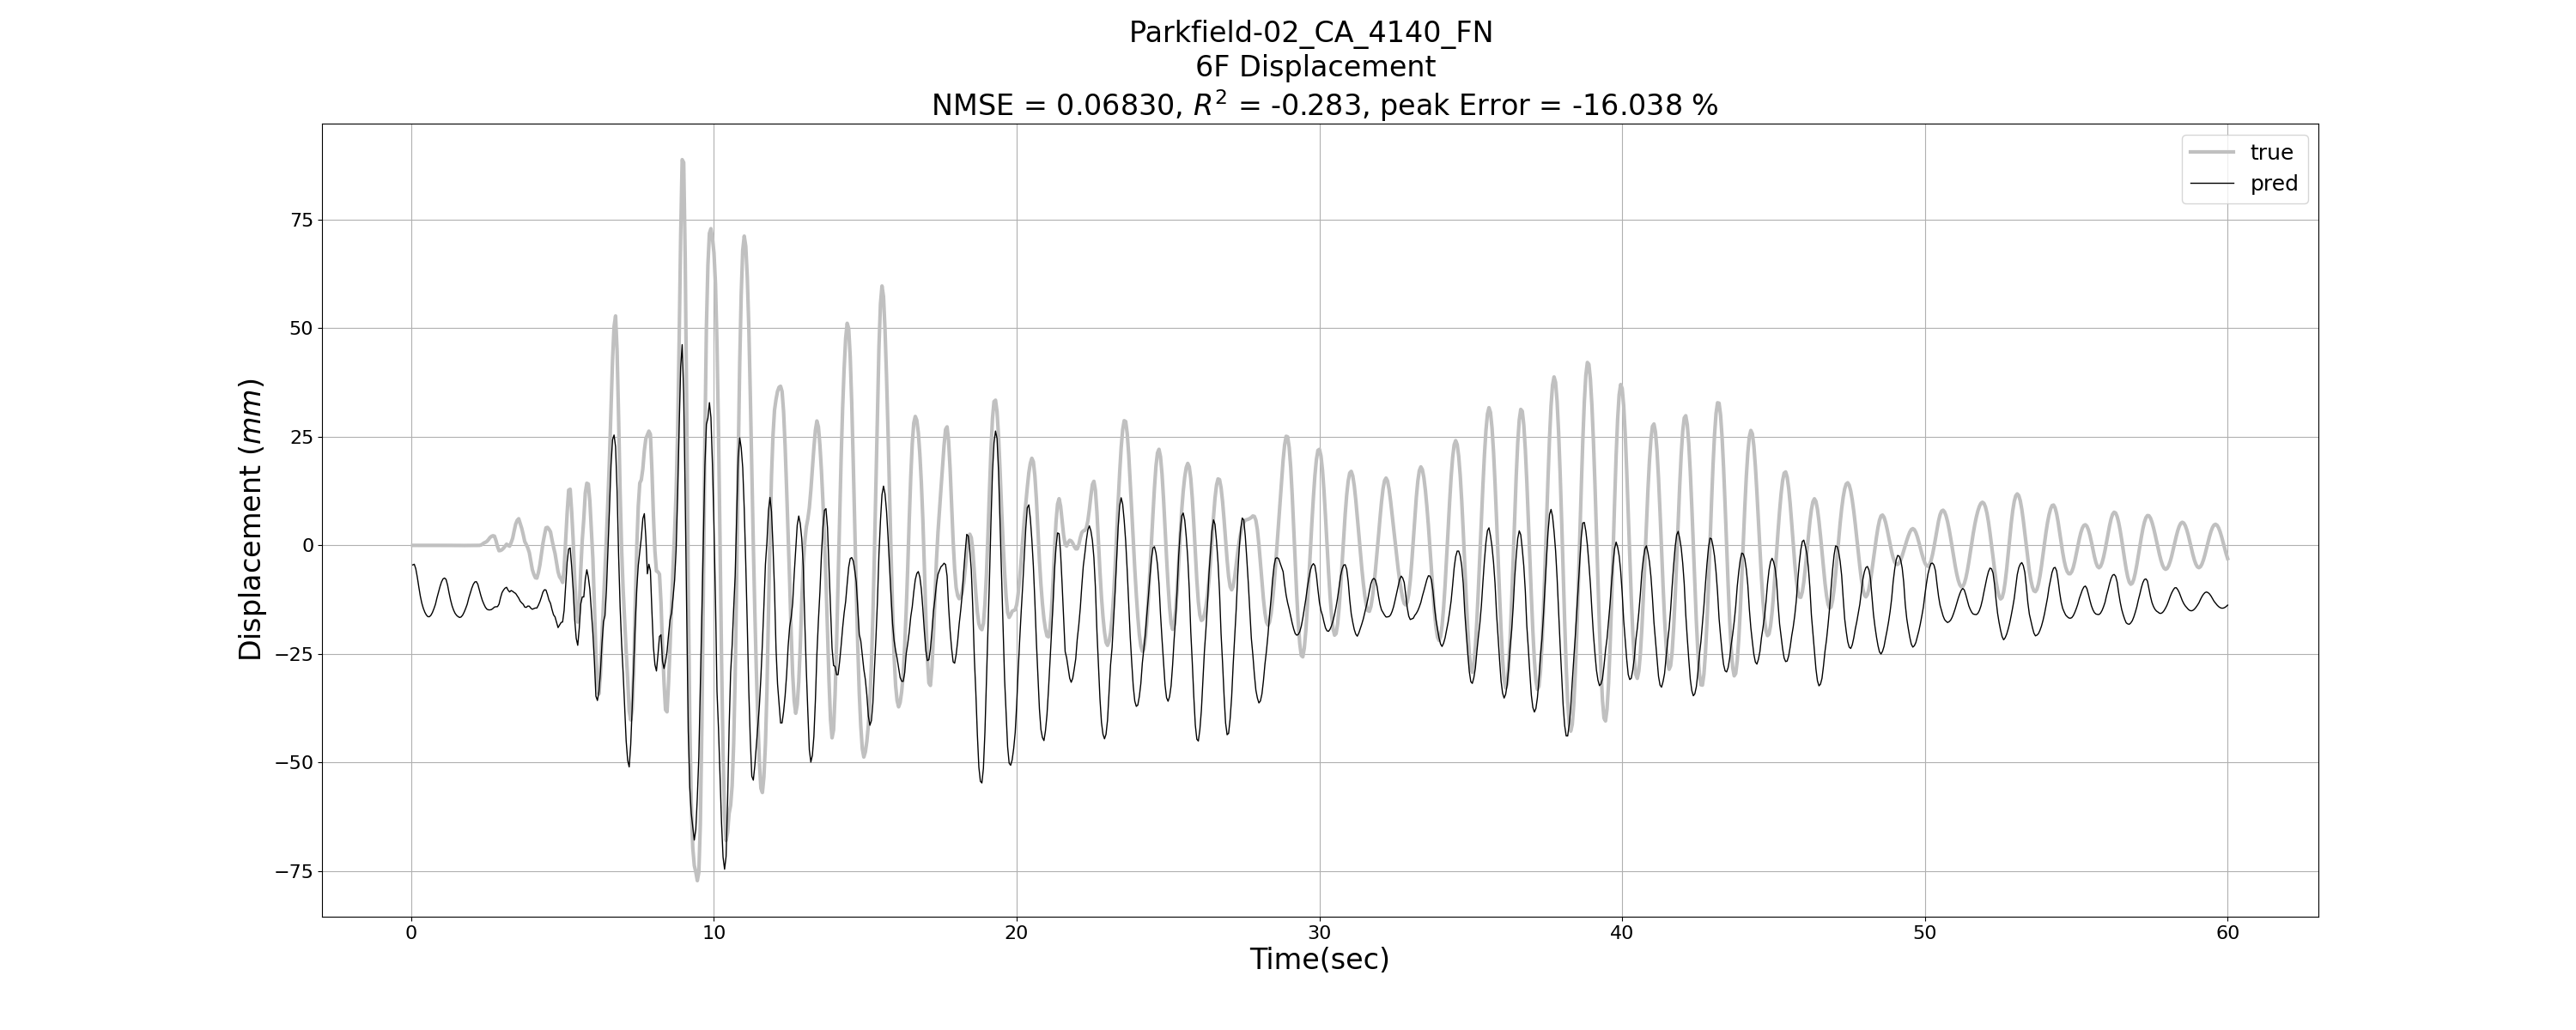 Parkfield-02_CA_4140_FN
6F Displacement
NMSE = 0.06830, R² = -0.283, peak Error = -16.038 %
true
pred
75
50
25
0
−25
−50
−75
Displacement (mm)
0 10 20 30 40 50 60
Time(sec)